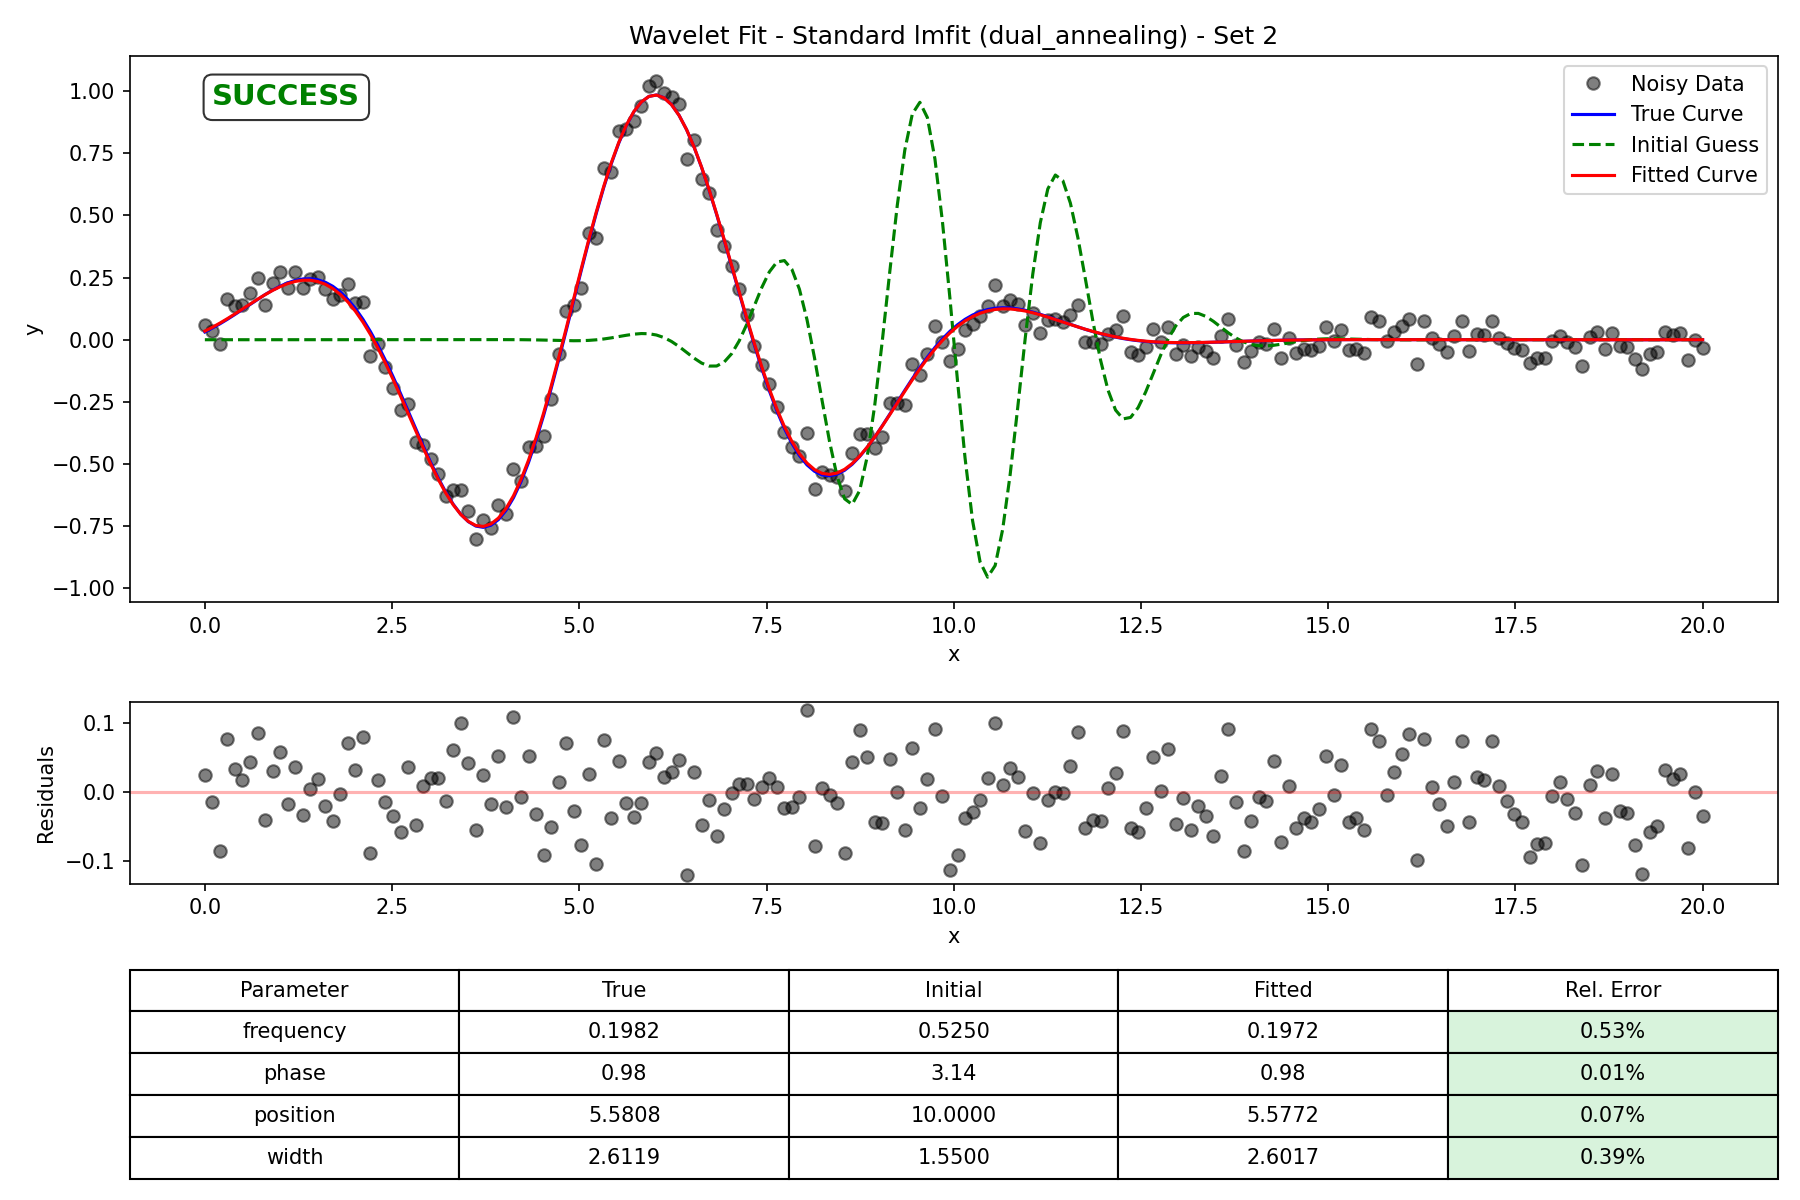 Wavelet Fit - Standard lmfit (dual_annealing) - Set 2
SUCCESS
Noisy Data
True Curve
Initial Guess
Fitted Curve
y
1.00
0.75
0.50
0.25
0.00
−0.25
−0.50
−0.75
−1.00
0.0 2.5 5.0 7.5 10.0 12.5 15.0 17.5 20.0
x
Residuals
0.1
0.0
−0.1
0.0 2.5 5.0 7.5 10.0 12.5 15.0 17.5 20.0
x
Parameter True Initial Fitted Rel. Error
frequency 0.1982 0.5250 0.1972 0.53%
phase 0.98 3.14 0.98 0.01%
position 5.5808 10.0000 5.5772 0.07%
width 2.6119 1.5500 2.6017 0.39%